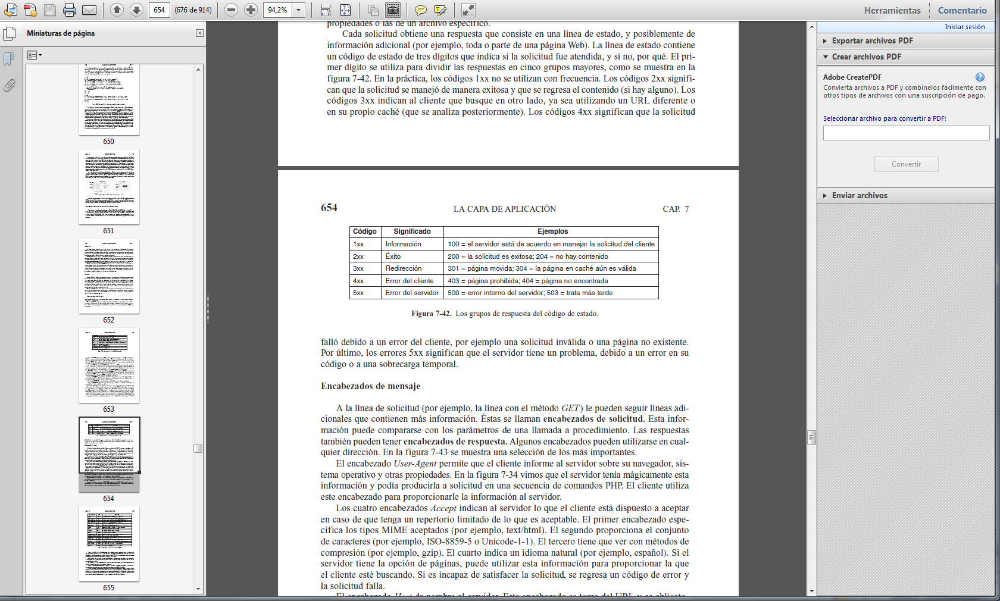 654
(676 de 914)
94,2%
Herramientas
Comentario
Miniaturas de página
650
651
652
653
654
655
propiedades o las de un archivo específico.
Cada solicitud obtiene una respuesta que consiste en una línea de estado, y posiblemente de
información adicional (por ejemplo, toda o parte de una página Web). La línea de estado contiene
un código de estado de tres dígitos que indica si la solicitud fue atendida, y si no, por qué. El pri-
mer dígito se utiliza para dividir las respuestas en cinco grupos mayores, como se muestra en la
figura 7-42. En la práctica, los códigos 1xx no se utilizan con frecuencia. Los códigos 2xx signifi-
can que la solicitud se manejó de manera exitosa y que se regresa el contenido (si hay alguno). Los
códigos 3xx indican al cliente que busque en otro lado, ya sea utilizando un URL diferente o
en su propio caché (que se analiza posteriormente). Los códigos 4xx significan que la solicitud
654 LA CAPA DE APLICACIÓN CAP. 7
Código Significado Ejemplos
1xx Información 100 = el servidor está de acuerdo en manejar la solicitud del cliente
2xx Éxito 200 = la solicitud es exitosa; 204 = no hay contenido
3xx Redirección 301 = página movida; 304 = la página en caché aún es válida
4xx Error del cliente 403 = página prohibida; 404 = página no encontrada
5xx Error del servidor 500 = error interno del servidor; 503 = trata más tarde
Figura 7-42. Los grupos de respuesta del código de estado.
falló debido a un error del cliente, por ejemplo una solicitud inválida o una página no existente.
Por último, los errores 5xx significan que el servidor tiene un problema, debido a un error en su
código o a una sobrecarga temporal.
Encabezados de mensaje
A la línea de solicitud (por ejemplo, la línea con el método GET) le pueden seguir líneas adi-
cionales que contienen más información. Éstas se llaman encabezados de solicitud. Esta infor-
mación puede compararse con los parámetros de una llamada a procedimiento. Las respuestas
también pueden tener encabezados de respuesta. Algunos encabezados pueden utilizarse en cual-
quier dirección. En la figura 7-43 se muestra una selección de los más importantes.
El encabezado User-Agent permite que el cliente informe al servidor sobre su navegador, sis-
tema operativo y otras propiedades. En la figura 7-34 vimos que el servidor tenía mágicamente esta
información y podía producirla a solicitud en una secuencia de comandos PHP. El cliente utiliza
este encabezado para proporcionarle la información al servidor.
Los cuatro encabezados Accept indican al servidor lo que el cliente está dispuesto a aceptar
en caso de que tenga un repertorio limitado de lo que es aceptable. El primer encabezado espe-
cifica los tipos MIME aceptados (por ejemplo, text/html). El segundo proporciona el conjunto
de caracteres (por ejemplo, ISO-8859-5 o Unicode-1-1). El tercero tiene que ver con métodos de
compresión (por ejemplo, gzip). El cuarto indica un idioma natural (por ejemplo, español). Si el
servidor tiene la opción de páginas, puede utilizar esta información para proporcionar la que
el cliente esté buscando. Si es incapaz de satisfacer la solicitud, se regresa un código de error y
la solicitud falla.
El encabezado Host da nombre al servidor. Este encabezado se toma del URL y es obligato-
Iniciar sesión
Exportar archivos PDF
Crear archivos PDF
Adobe CreatePDF
Convierta archivos a PDF y combínelos fácilmente con
otros tipos de archivos con una suscripción de pago.
Seleccionar archivo para convertir a PDF:
Convertir
Enviar archivos